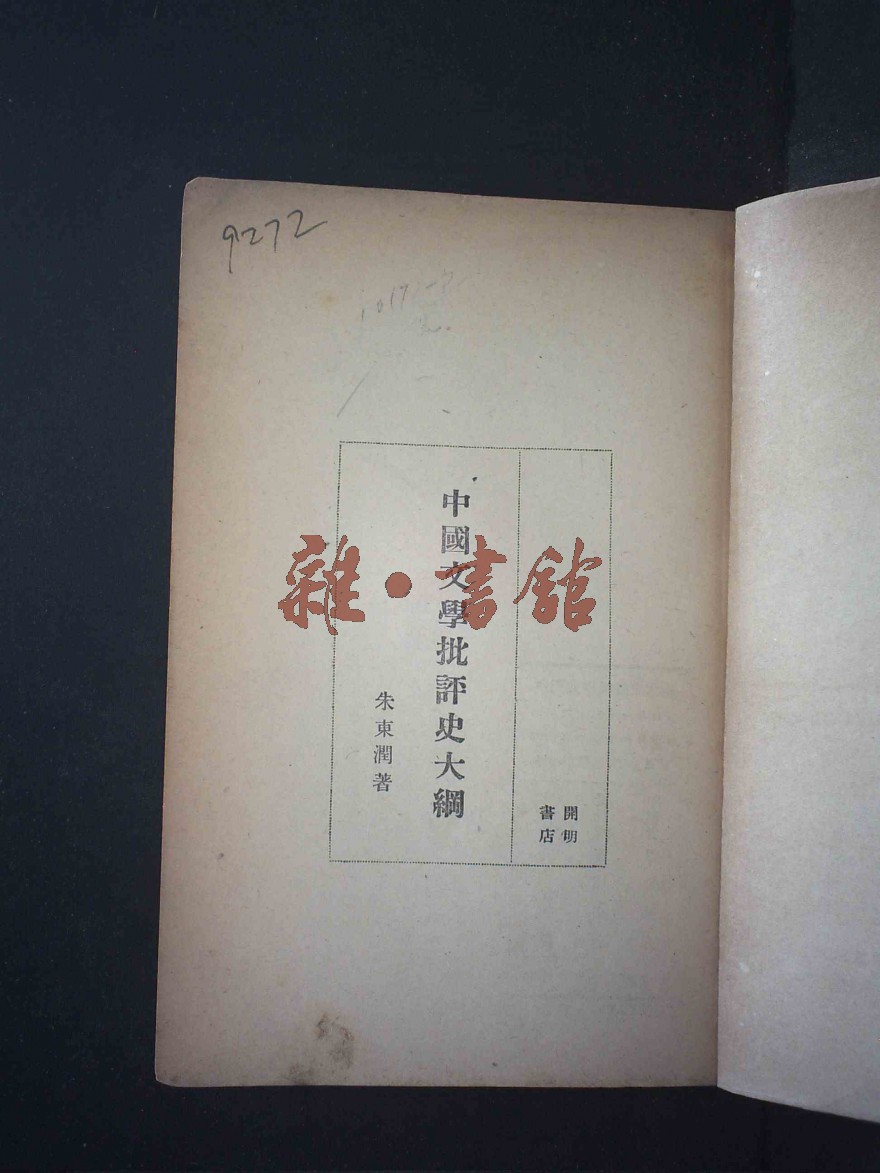 9272
中國文學批評史大綱
朱東潤著
開明
書店
雜·書館